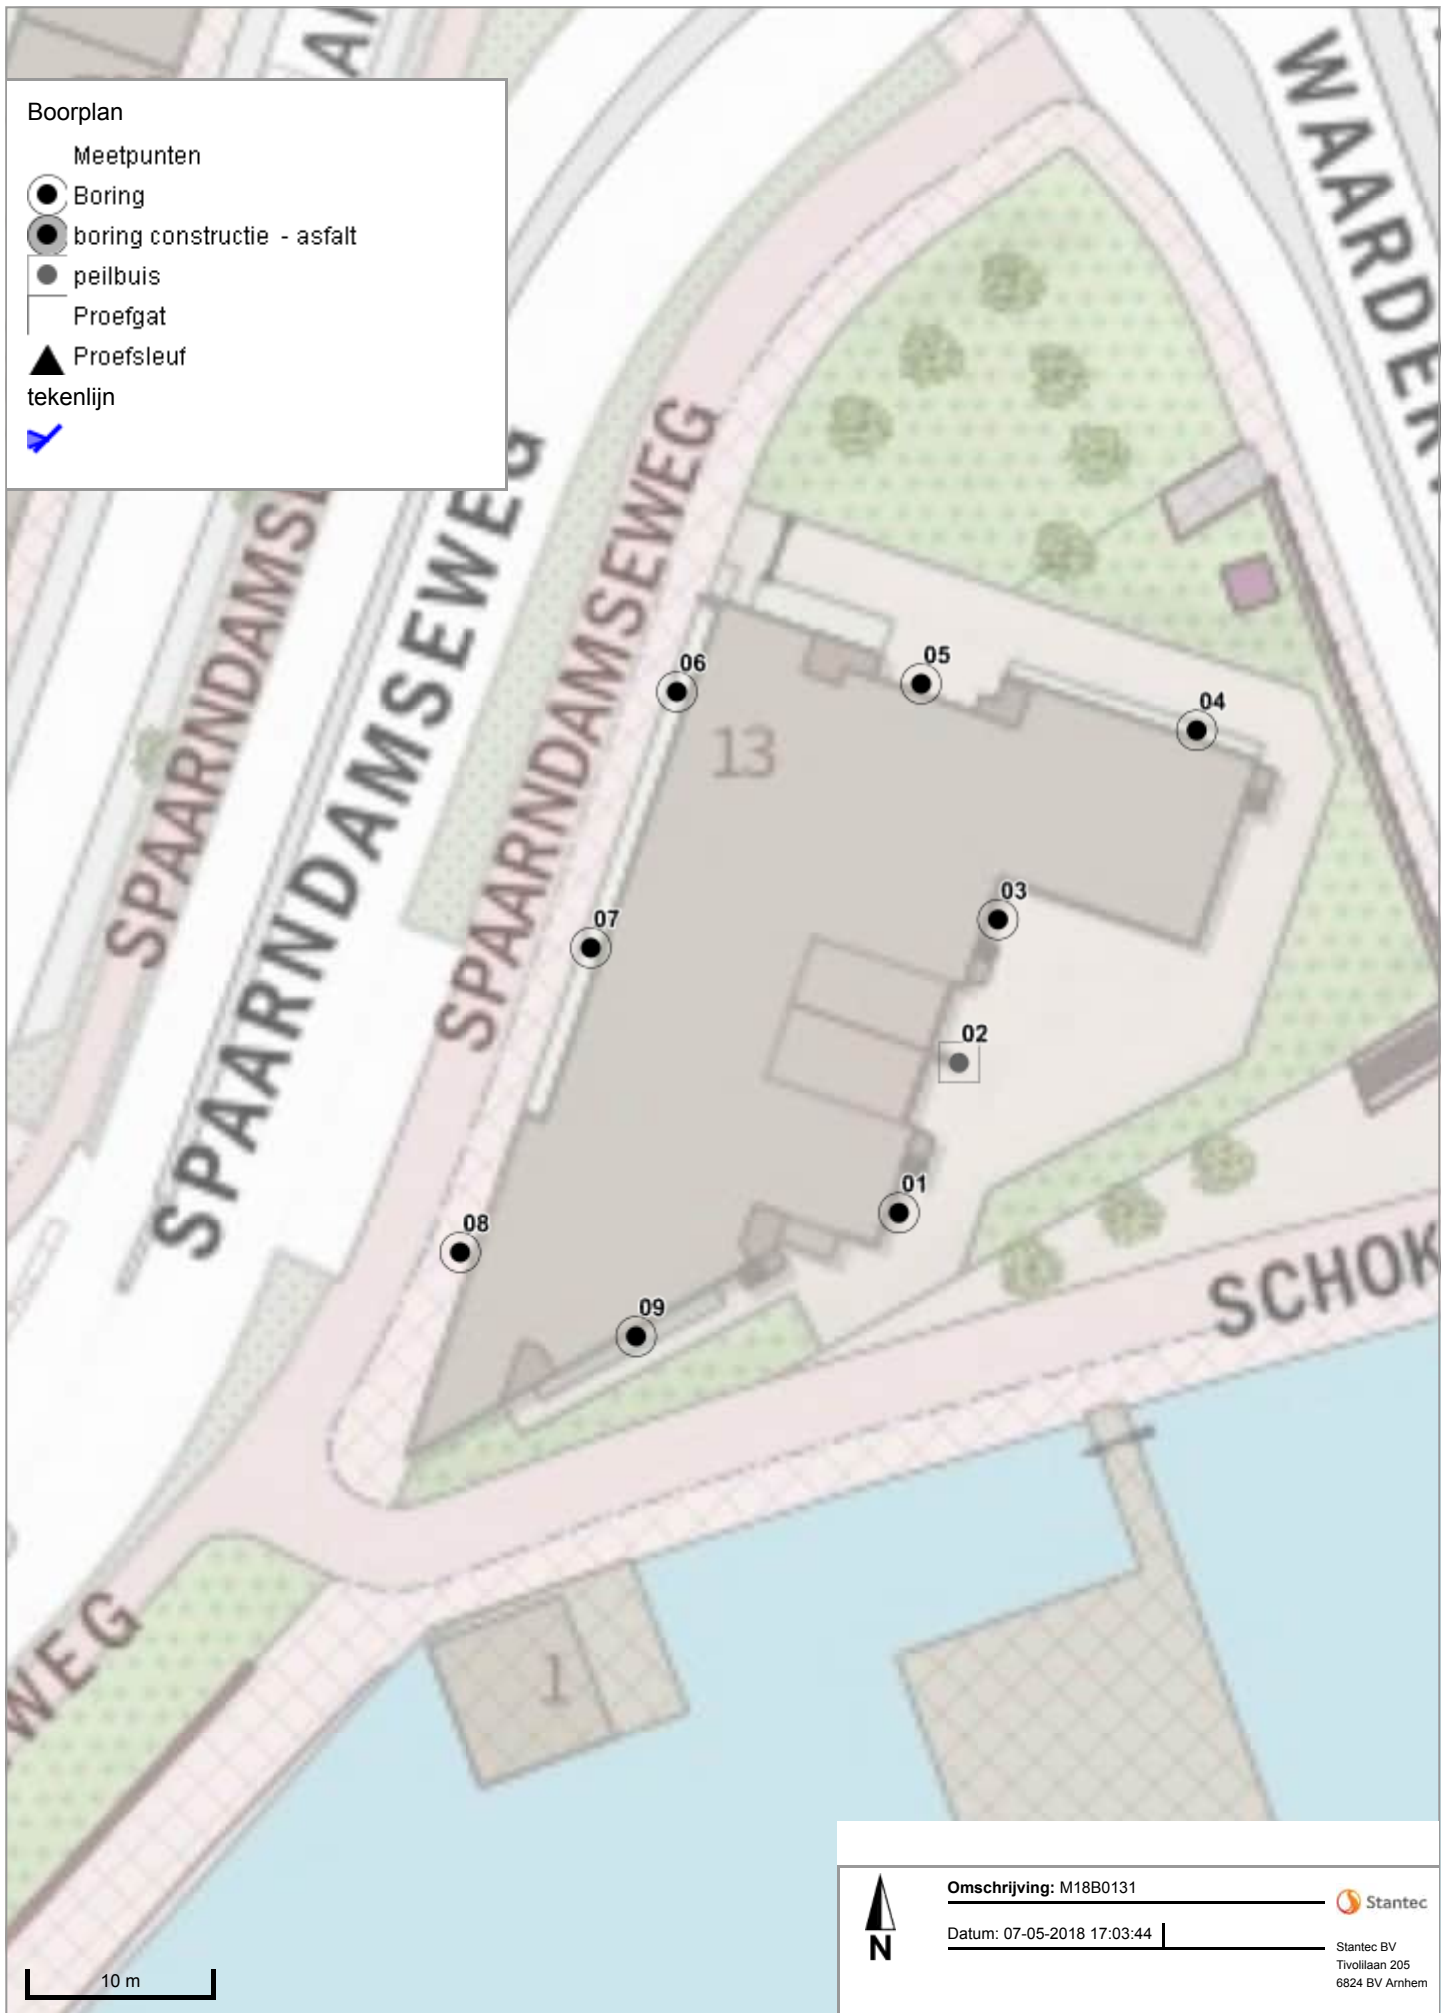 Boorplan
Meetpunten
Boring
boring constructie - asfalt
peilbuis
Proefgat
Proefsleuf
tekenlijn
SPAARNDAMSEWEG
SPAARNDAMSEWEG
06
05
04
13
03
07
02
01
08
09
SCHOK
WEG
1
10 m
N
Omschrijving: M18B0131
Datum: 07-05-2018 17:03:44
Stantec
Stantec BV
Tivolilaan 205
6824 BV Arnhem